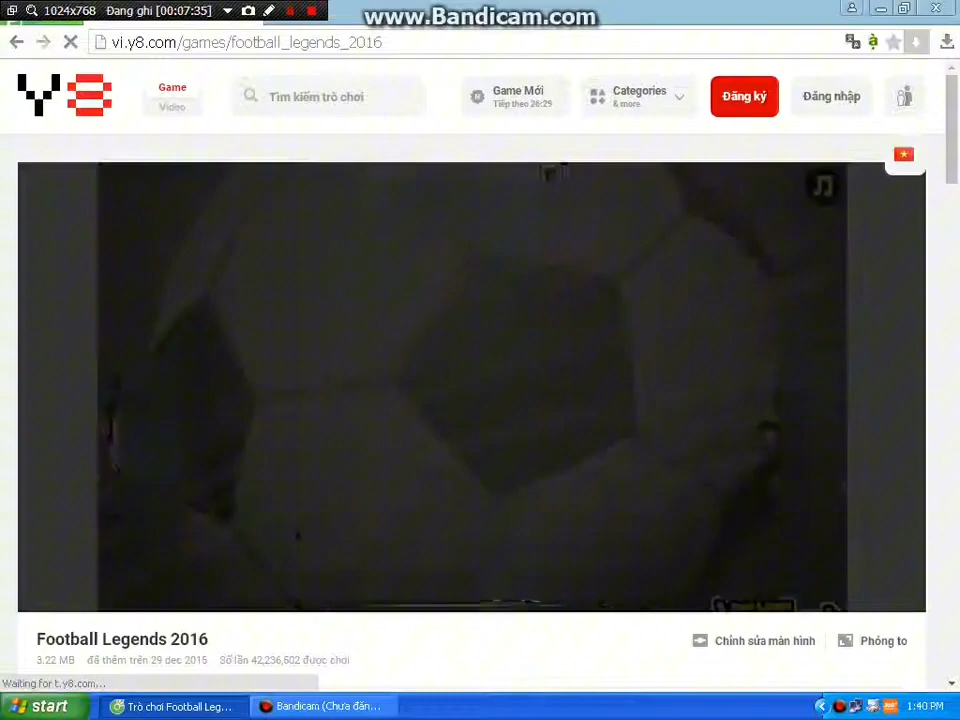 1024x768 Đang ghi [00:07:35]
www.Bandicam.com
vi.y8.com/games/football_legends_2016
Y8
Game
Video
Tìm kiếm trò chơi
Game Mới
Tiếp theo 26:29
Categories
& more.
Đăng ký
Đăng nhập
Football Legends 2016
Chỉnh sửa màn hình
Phóng to
3.22 MB đã thêm trên 29 dec 2015 Số lần 42,236,502 được chơi
Waiting for t.y8.com...
start
Trò chơi Football Leg...
Bandicam (Chưa đăn...
1:40 PM